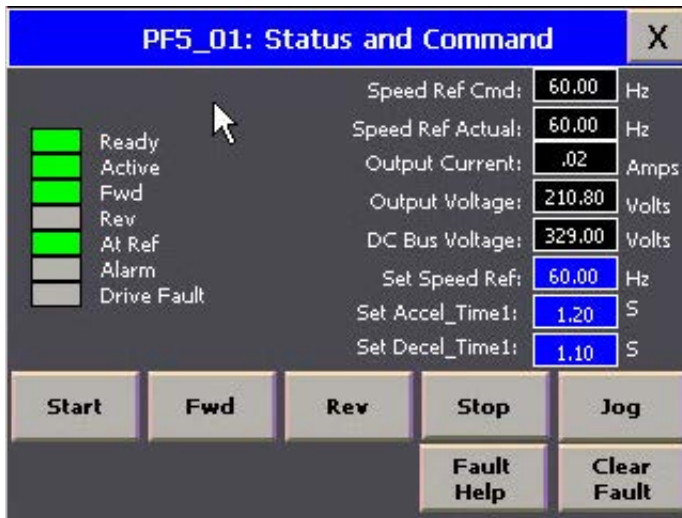 PF5_01: Status and Command
X
Ready
Active
Fwd
Rev
At Ref
Alarm
Drive Fault
Speed Ref Cmd: 60.00 Hz
Speed Ref Actual: 60.00 Hz
Output Current: .02 Amps
Output Voltage: 210.80 Volts
DC Bus Voltage: 329.00 Volts
Set Speed Ref: 60.00 Hz
Set Accel_Time1: 1.20 S
Set Decel_Time1: 1.10 S
Start
Fwd
Rev
Stop
Jog
Fault
Help
Clear
Fault